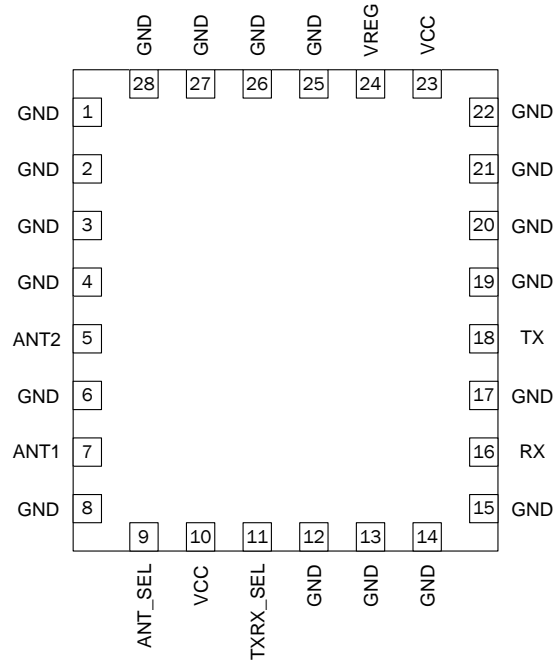 GND GND GND GND VREG VCC
28 27 26 25 24 23
GND 1 22 GND
GND 2 21 GND
GND 3 20 GND
GND 4 19 GND
ANT2 5 18 TX
GND 6 17 GND
ANT1 7 16 RX
GND 8 15 GND
9 10 11 12 13 14
ANT_SEL VCC TXRX_SEL GND GND GND